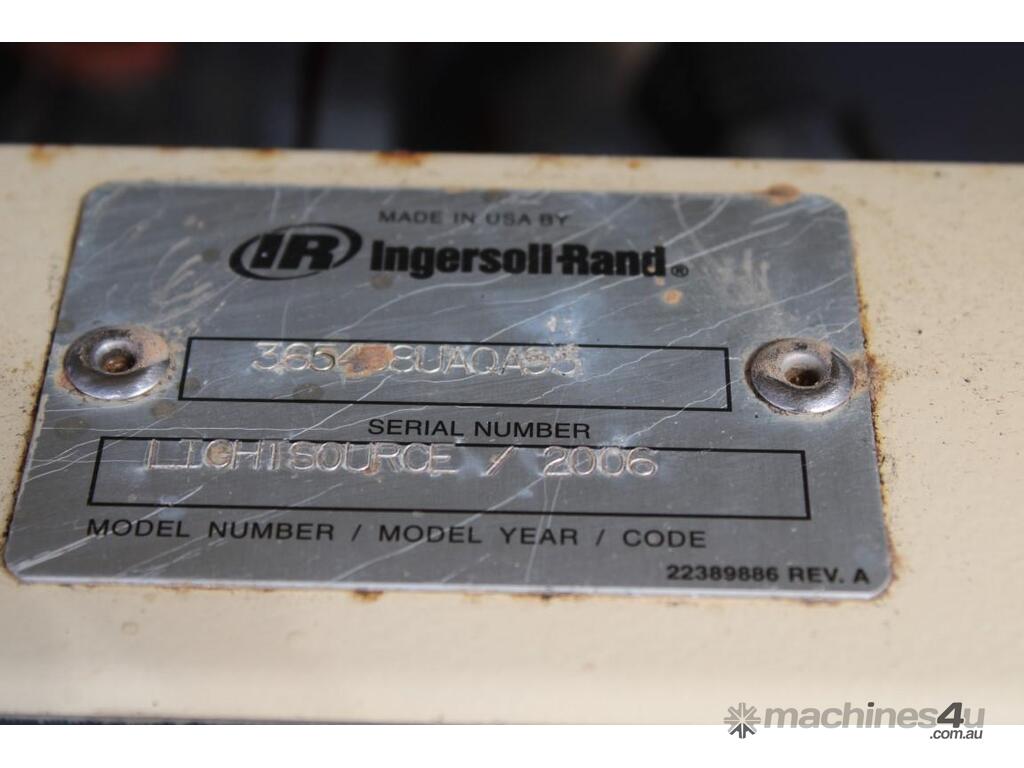 MADE IN USA BY
IR Ingersoll-Rand®
SERIAL NUMBER
LIGHTSOURCE / 2006
MODEL NUMBER / MODEL YEAR / CODE
22389886 REV. A
machines4u
.com.au